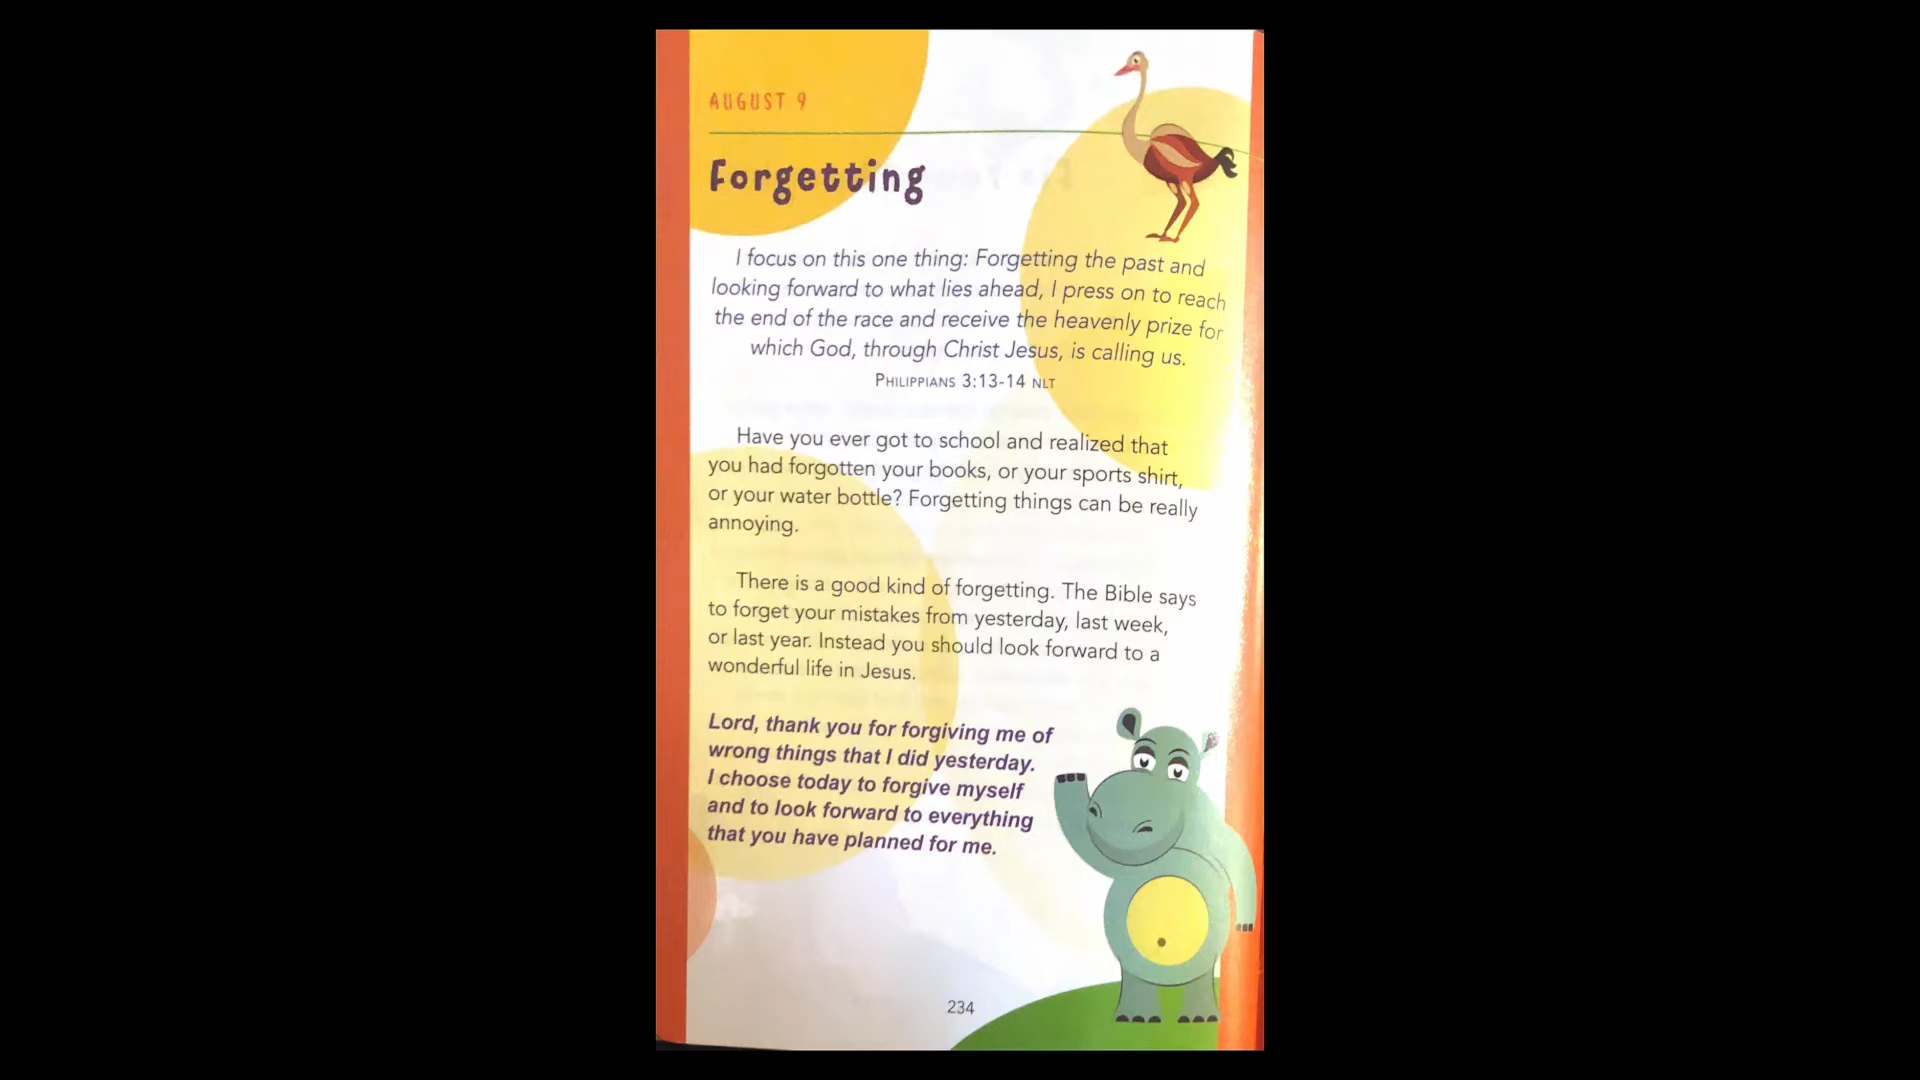 AUGUST 9
Forgetting
I focus on this one thing: Forgetting the past and
looking forward to what lies ahead, I press on to reach
the end of the race and receive the heavenly prize for
which God, through Christ Jesus, is calling us.
PHILIPPIANS 3:13-14 NLT
Have you ever got to school and realized that
you had forgotten your books, or your sports shirt,
or your water bottle? Forgetting things can be really
annoying.
There is a good kind of forgetting. The Bible says
to forget your mistakes from yesterday, last week,
or last year. Instead you should look forward to a
wonderful life in Jesus.
Lord, thank you for forgiving me of
wrong things that I did yesterday.
I choose today to forgive myself
and to look forward to everything
that you have planned for me.
234